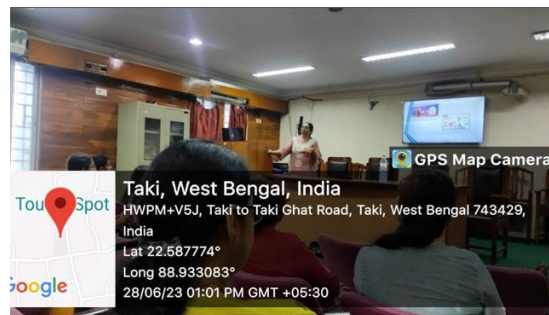 GPS Map Camera
Tou Spot
Google
Taki, West Bengal, India
HWPM+V5J, Taki to Taki Ghat Road, Taki, West Bengal 743429,
India
Lat 22.587774°
Long 88.933083°
28/06/23 01:01 PM GMT +05:30